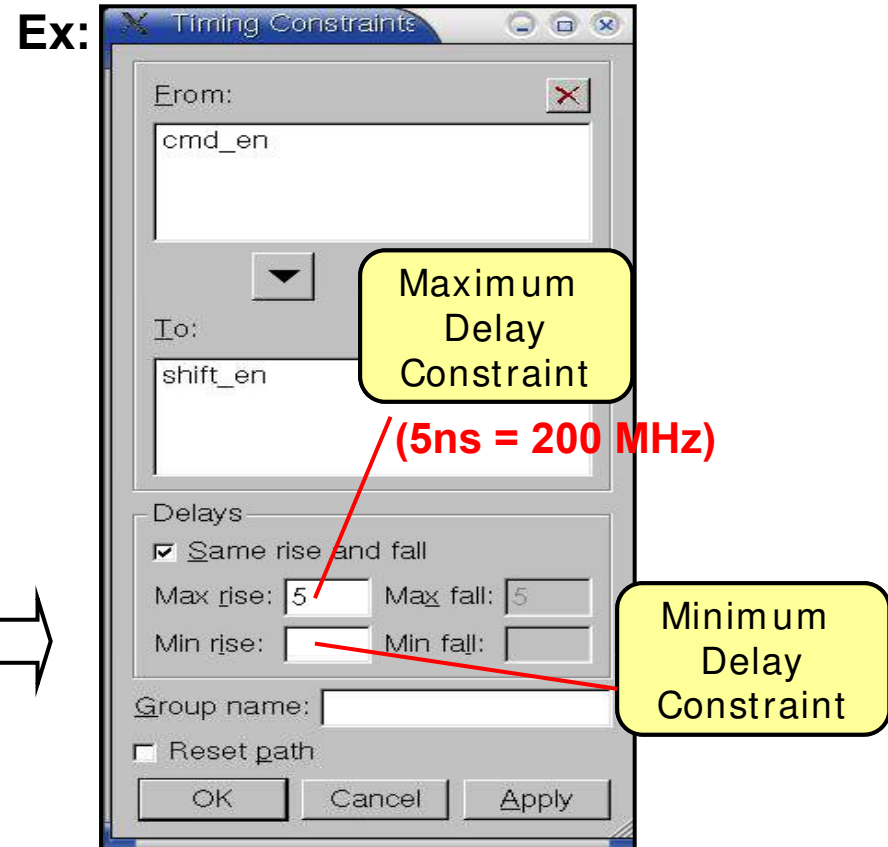 Ex:
Timing Constraints
From:
cmd_en
Maximum
Delay
Constraint
To:
shift_en
(5ns = 200 MHz)
Delays
Same rise and fall
Max rise: 5 Max fall: 5
Min rise: Min fall:
Minimum
Delay
Constraint
Group name:
Reset path
OK Cancel Apply